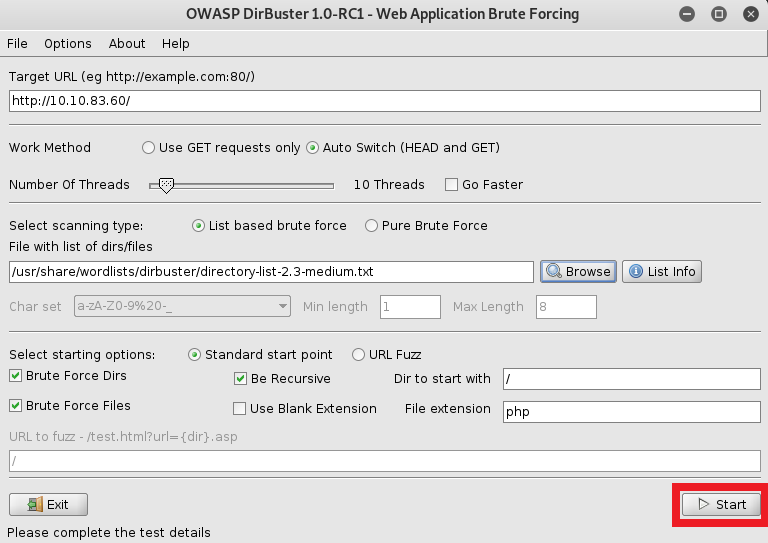 OWASP DirBuster 1.0-RC1 - Web Application Brute Forcing
File Options About Help
Target URL (eg http://example.com:80/)
http://10.10.83.60/
Work Method Use GET requests only Auto Switch (HEAD and GET)
Number Of Threads 10 Threads Go Faster
Select scanning type: List based brute force Pure Brute Force
File with list of dirs/files
/usr/share/wordlists/dirbuster/directory-list-2.3-medium.txt Browse List Info
Char set a-zA-Z0-9%20-_ Min length 1 Max Length 8
Select starting options: Standard start point URL Fuzz
Brute Force Dirs Be Recursive Dir to start with /
Brute Force Files Use Blank Extension File extension php
URL to fuzz - /test.html?url={dir}.asp
/
Exit Start
Please complete the test details